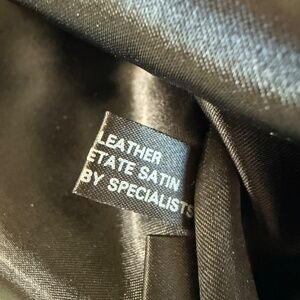 LEATHER
ETATE SATIN
BY SPECIALISTS